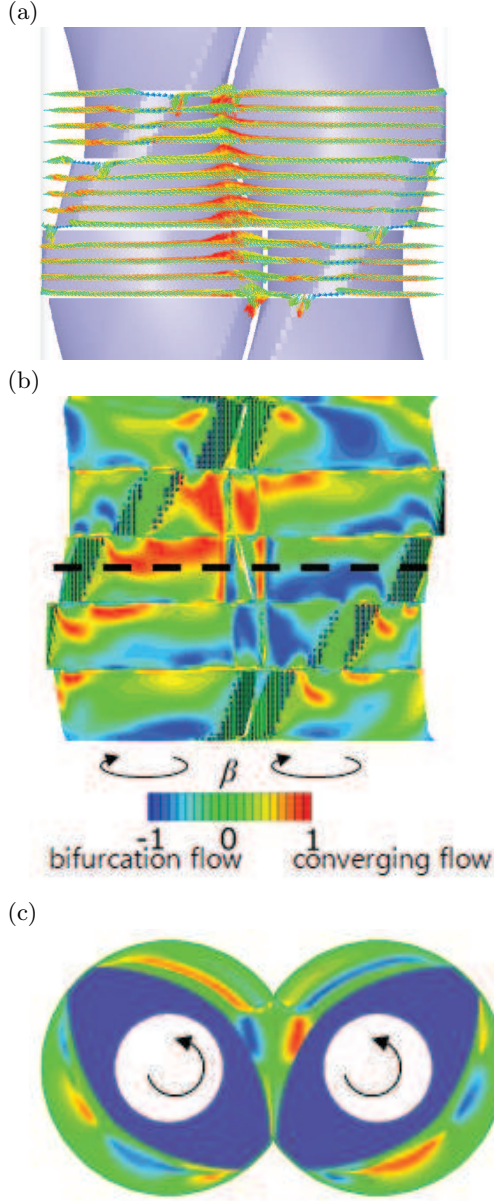 (a)
(b)
β
-1 0 1
bifurcation flow converging flow
(c)